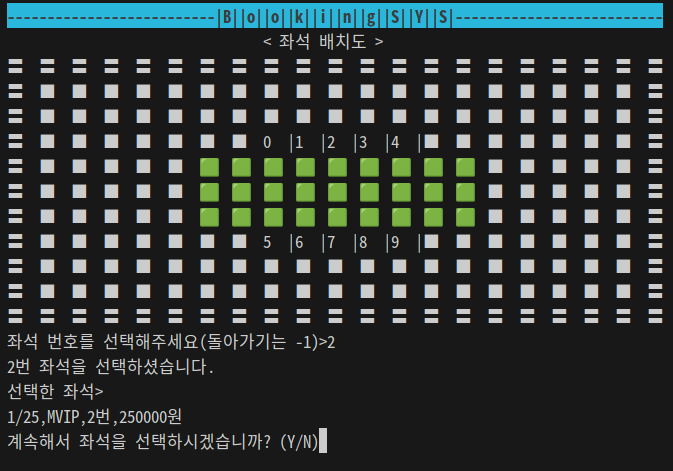 --------------------------|B||o||o||k||i||n||g||S||Y||S|--------------------------
< 좌석 배치도 >
0 |1 |2 |3 |4 |
5 |6 |7 |8 |9 |
좌석 번호를 선택해주세요(돌아가기는 -1)>2
2번 좌석을 선택하셨습니다.
선택한 좌석>
1/25,MVIP,2번,250000원
계속해서 좌석을 선택하시겠습니까? (Y/N)